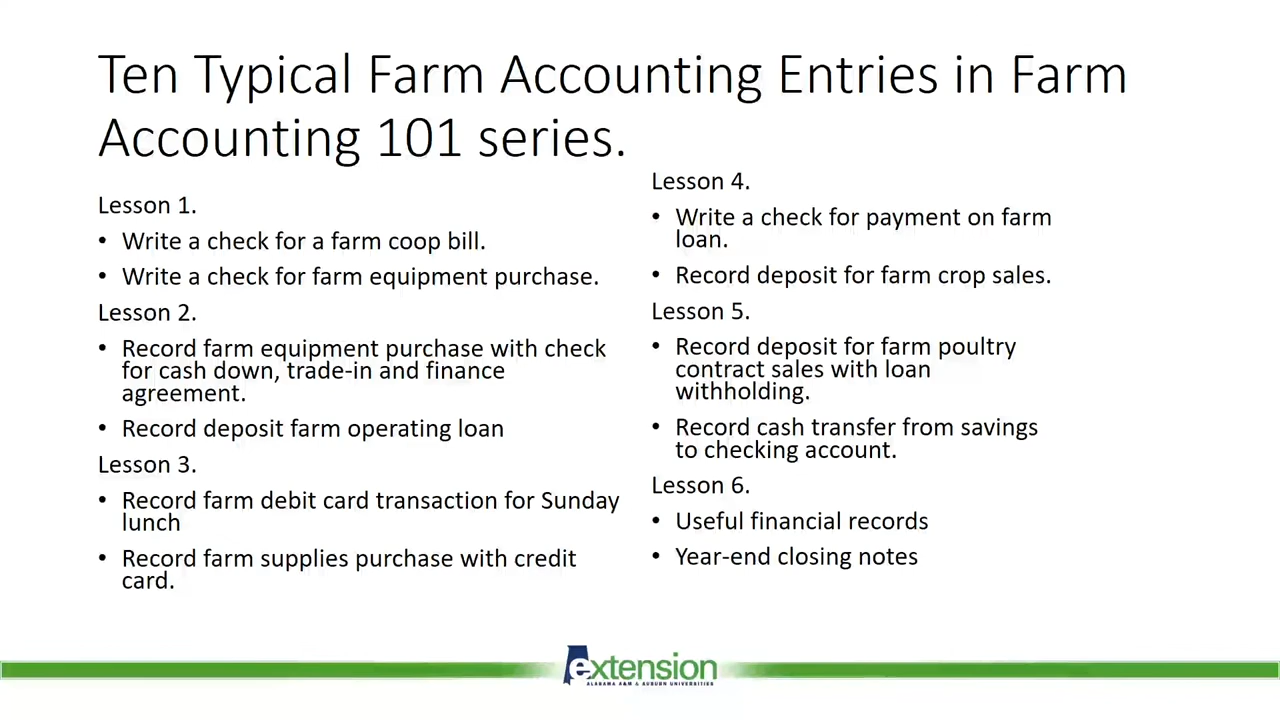 Ten Typical Farm Accounting Entries in Farm
Accounting 101 series.
Lesson 1.
• Write a check for a farm coop bill.
• Write a check for farm equipment purchase.
Lesson 2.
• Record farm equipment purchase with check
for cash down, trade-in and finance
agreement.
• Record deposit farm operating loan
Lesson 3.
• Record farm debit card transaction for Sunday
lunch
• Record farm supplies purchase with credit
card.
Lesson 4.
• Write a check for payment on farm
loan.
• Record deposit for farm crop sales.
Lesson 5.
• Record deposit for farm poultry
contract sales with loan
withholding.
• Record cash transfer from savings
to checking account.
Lesson 6.
• Useful financial records
• Year-end closing notes
extension
ALABAMA A&M & AUBURN UNIVERSITIES